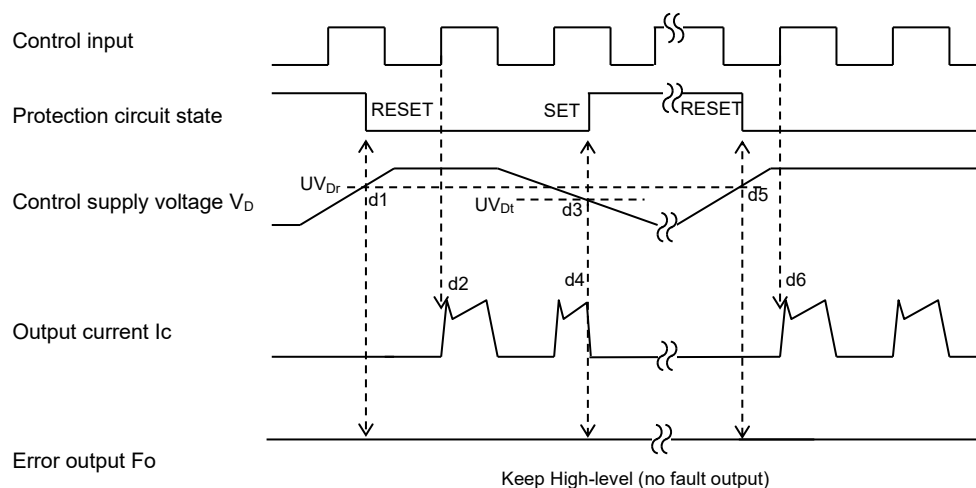 Control input
Protection circuit state
RESET
SET
RESET
Control supply voltage VD
UVDr
d1
UVDt
d3
d5
d2
d4
d6
Output current Ic
Error output Fo
Keep High-level (no fault output)